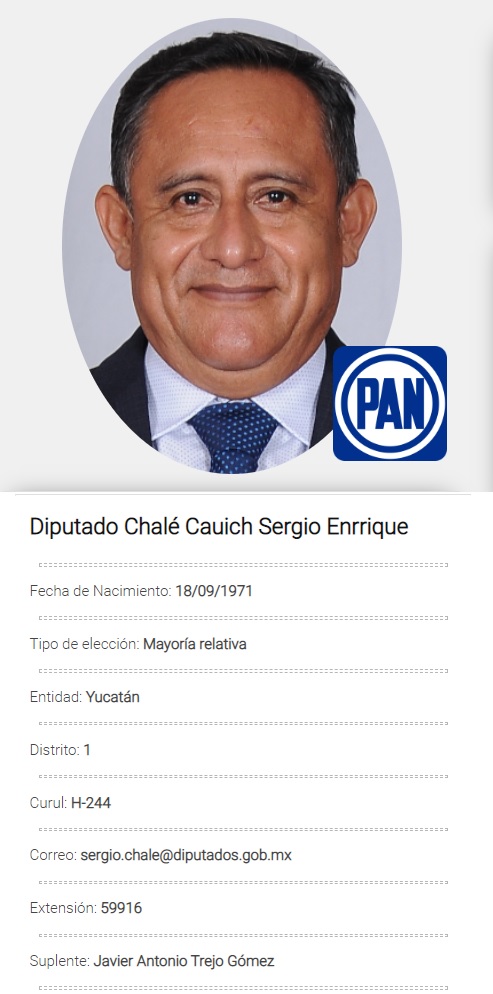 PAN
Diputado Chalé Cauich Sergio Enrrique
Fecha de Nacimiento: 18/09/1971
Tipo de elección: Mayoría relativa
Entidad: Yucatán
Distrito: 1
Curul: H-244
Correo: sergio.chale@diputados.gob.mx
Extensión: 59916
Suplente: Javier Antonio Trejo Gómez